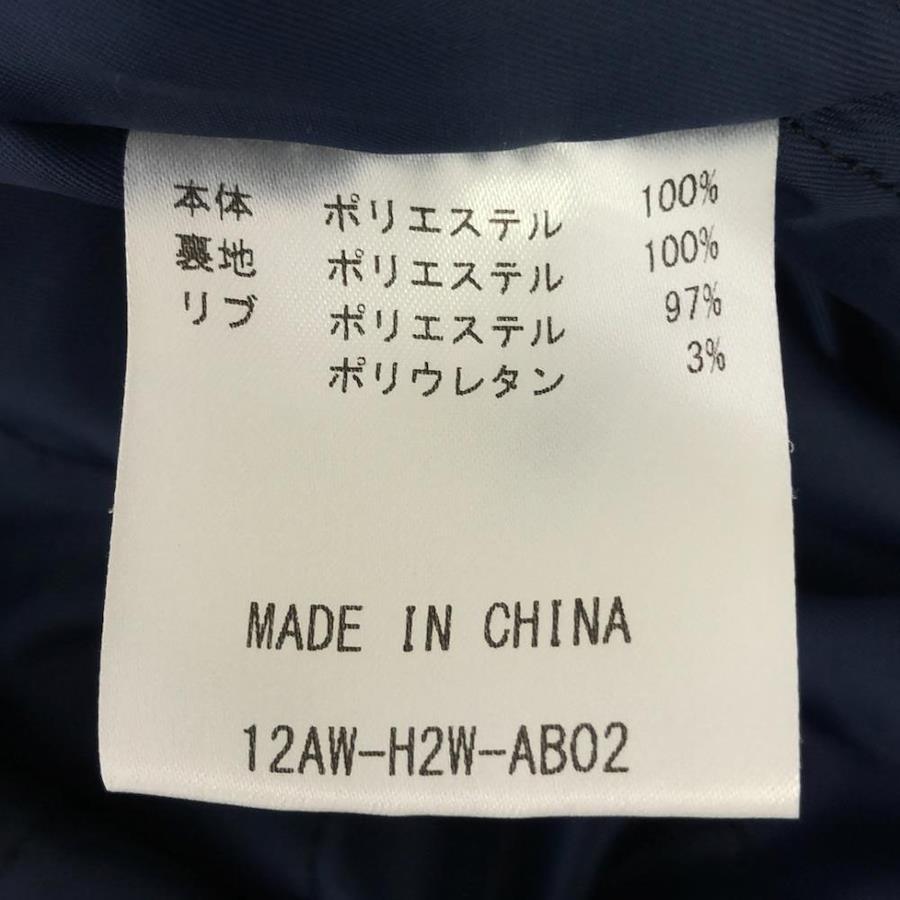 本体 ポリエステル 100%
裏地 ポリエステル 100%
リブ ポリエステル 97%
ポリウレタン 3%
MADE IN CHINA
12AW-H2W-AB02